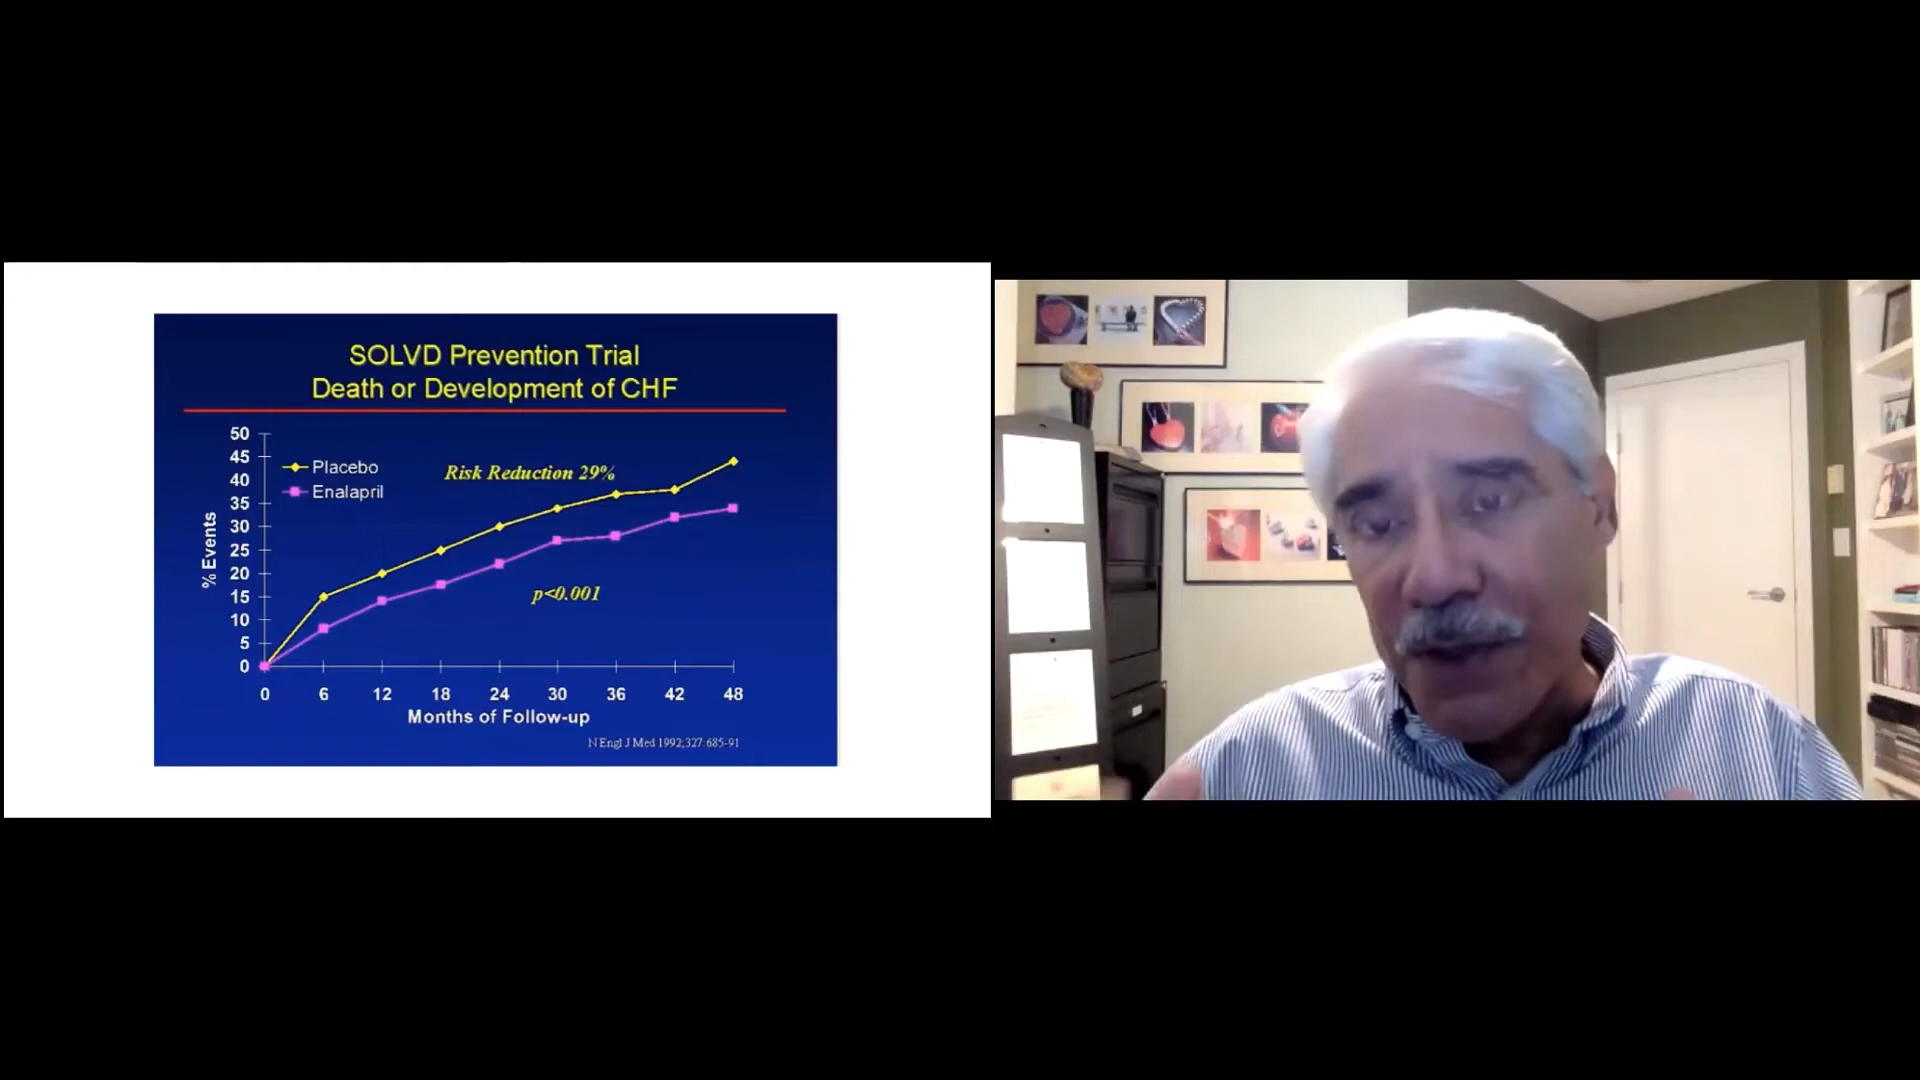 SOLVD Prevention Trial
Death or Development of CHF
50
45
40
35
30
25
20
15
10
5
0
% Events
Placebo
Enalapril
Risk Reduction 29%
p<0.001
0 6 12 18 24 30 36 42 48
Months of Follow-up
N Engl J Med 1992;327:685-91